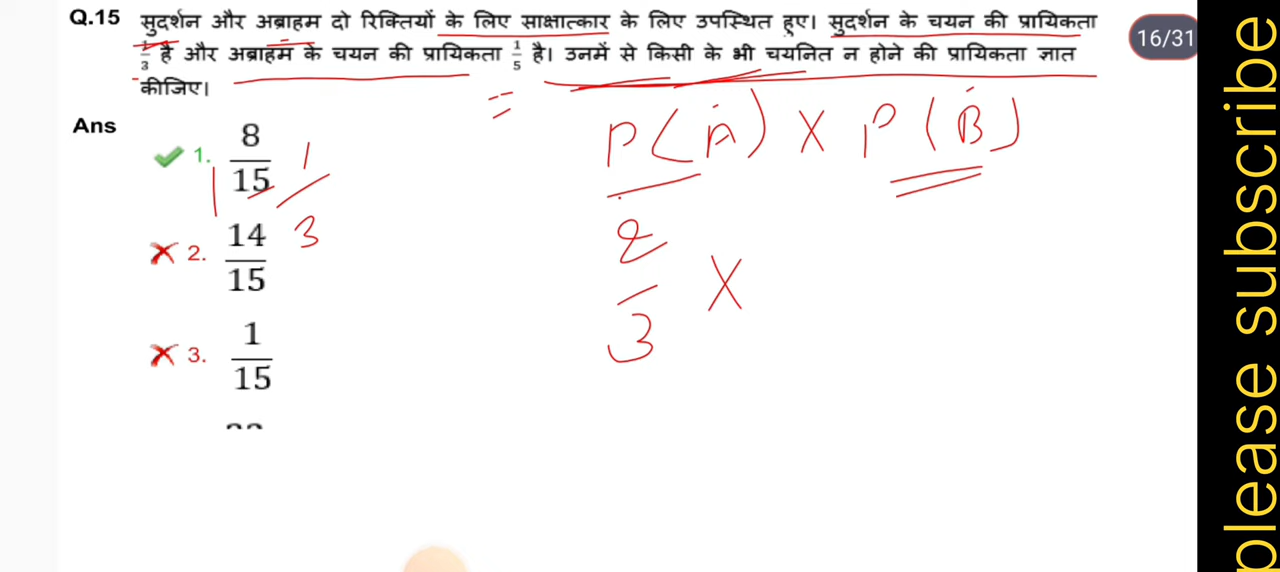 Q.15 सुदर्शन और अब्राहम दो रिक्तियों के लिए साक्षात्कार के लिए उपस्थित हुए। सुदर्शन के चयन की प्रायिकता
1/3 है और अब्राहम के चयन की प्रायिकता 1/5 है। उनमें से किसी के भी चयनित न होने की प्रायिकता ज्ञात
कीजिए।
16/31
= P(A) X P(B)
Ans
1. 8/15
1 1/3
2/3 X
2. 14/15
3. 1/15
please subscribe